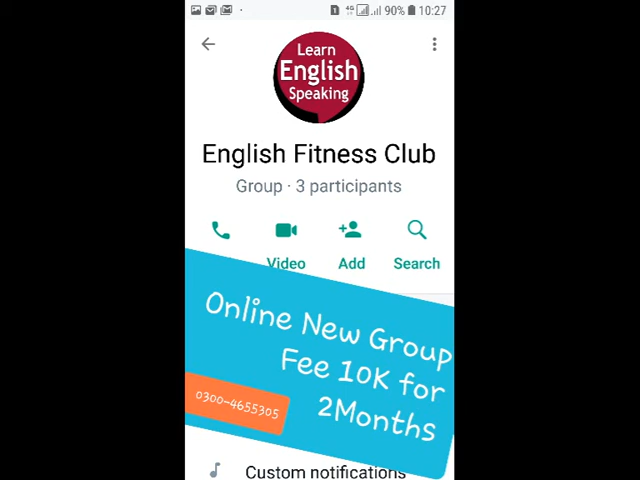 90% 10:27
Learn
English
Speaking
English Fitness Club
Group · 3 participants
Video Add Search
Online New Group
Fee 10K for
2Months
0300-4655305
Custom notifications